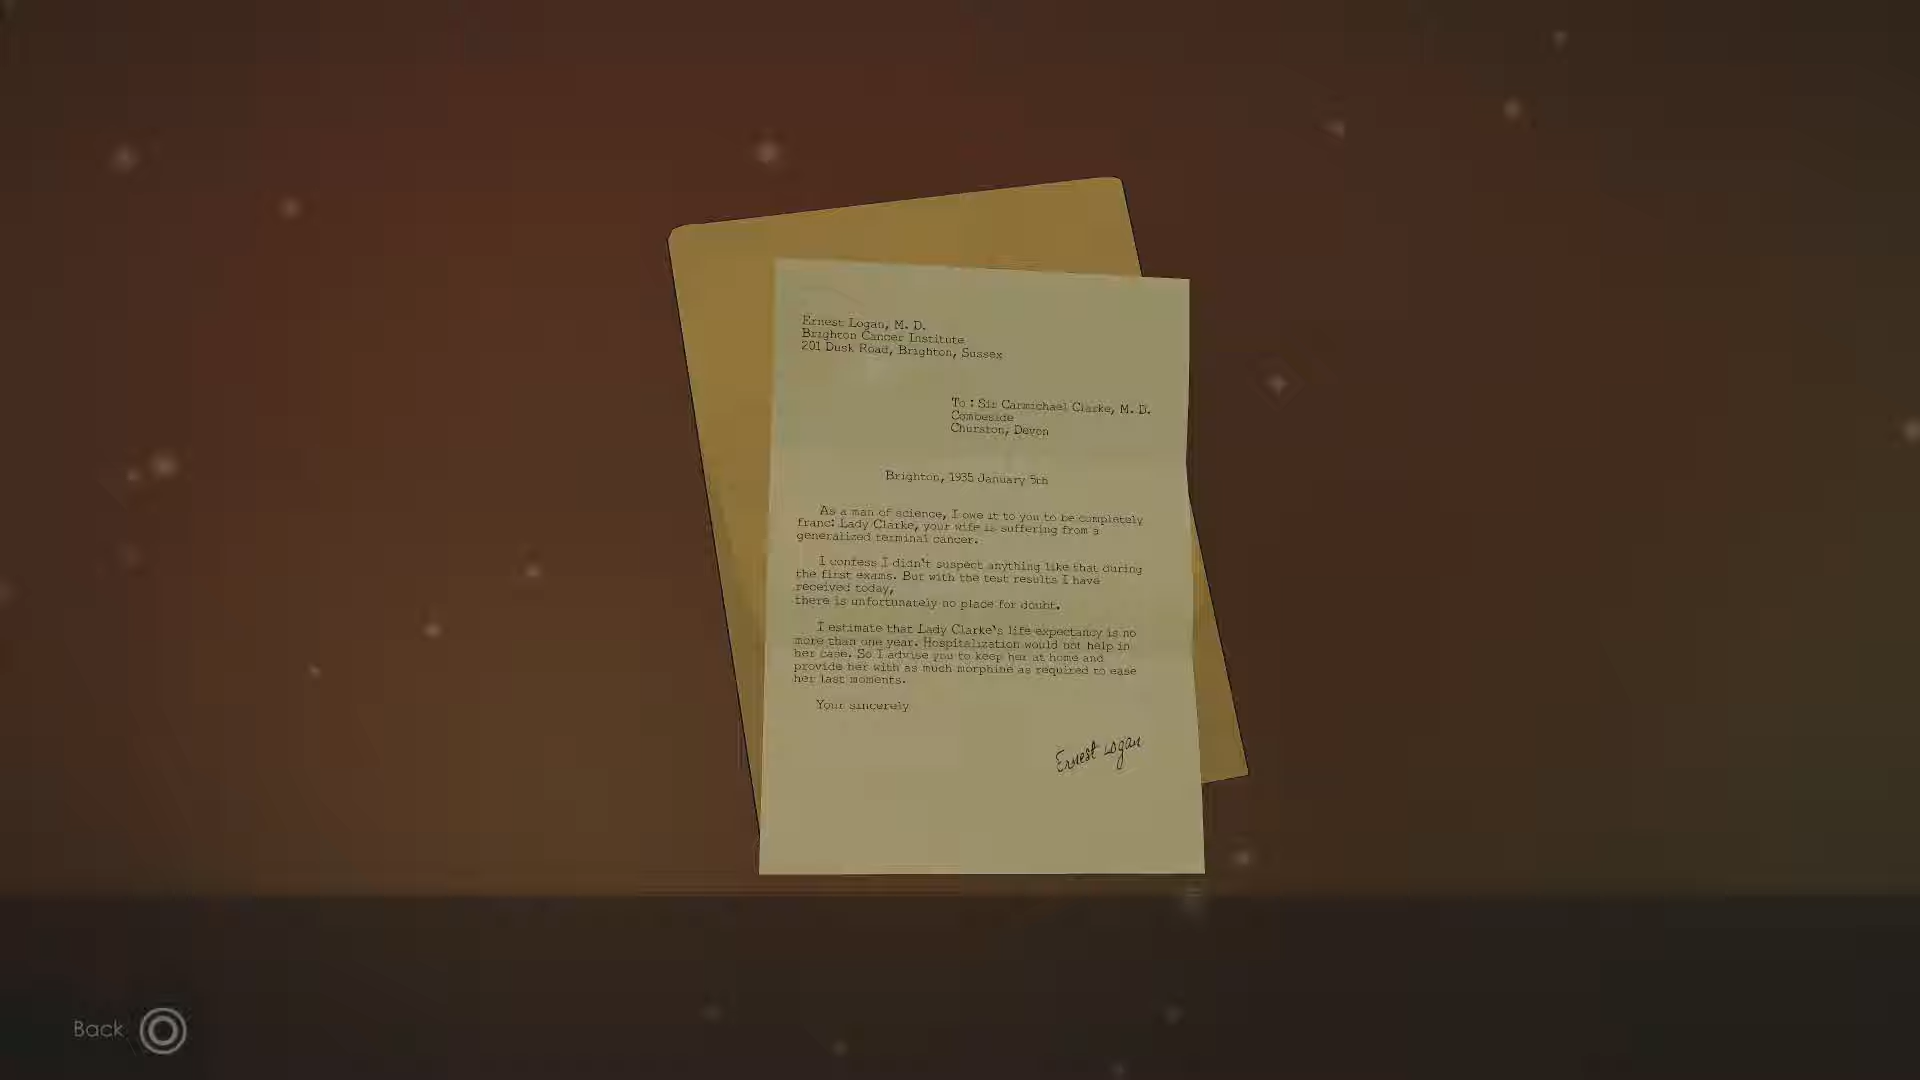 Ernest Logan, M. D.
Brighton Cancer Institute
201 Dusk Road, Brighton, Sussex
To : Sir Carmichael Clarke, M. D.
Combeside
Churston, Devon
Brighton, 1935 January 5th
As a man of science, I owe it to you to be completely
franc: Lady Clarke, your wife is suffering from a
generalized terminal cancer.
I confess I didn't suspect anything like that during
the first exams. But with the test results I have
received today,
there is unfortunately no place for doubt.
I estimate that Lady Clarke's life expectancy is no
more than one year. Hospitalization would not help in
her case. So I advise you to keep her at home and
provide her with as much morphine as required to ease
her last moments.
Your sincerely
Ernest Logan
Back